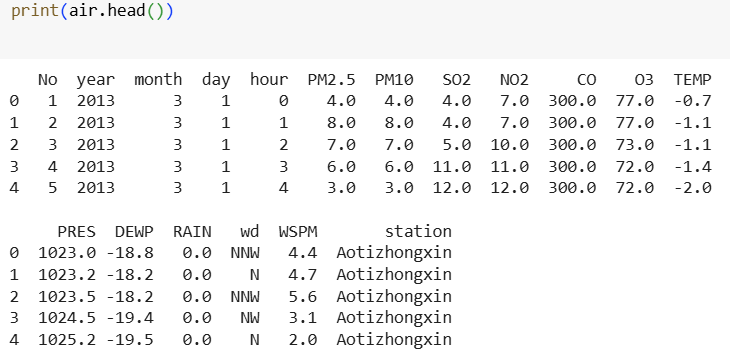 print(air.head())
No year month day hour PM2.5 PM10 SO2 NO2 CO O3 TEMP
0 1 2013 3 1 0 4.0 4.0 4.0 7.0 300.0 77.0 -0.7
1 2 2013 3 1 1 8.0 8.0 4.0 7.0 300.0 77.0 -1.1
2 3 2013 3 1 2 7.0 7.0 5.0 10.0 300.0 73.0 -1.1
3 4 2013 3 1 3 6.0 6.0 11.0 11.0 300.0 72.0 -1.4
4 5 2013 3 1 4 3.0 3.0 12.0 12.0 300.0 72.0 -2.0
PRES DEWP RAIN wd WSPM station
0 1023.0 -18.8 0.0 NNW 4.4 Aotizhongxin
1 1023.2 -18.2 0.0 N 4.7 Aotizhongxin
2 1023.5 -18.2 0.0 NNW 5.6 Aotizhongxin
3 1024.5 -19.4 0.0 NW 3.1 Aotizhongxin
4 1025.2 -19.5 0.0 N 2.0 Aotizhongxin